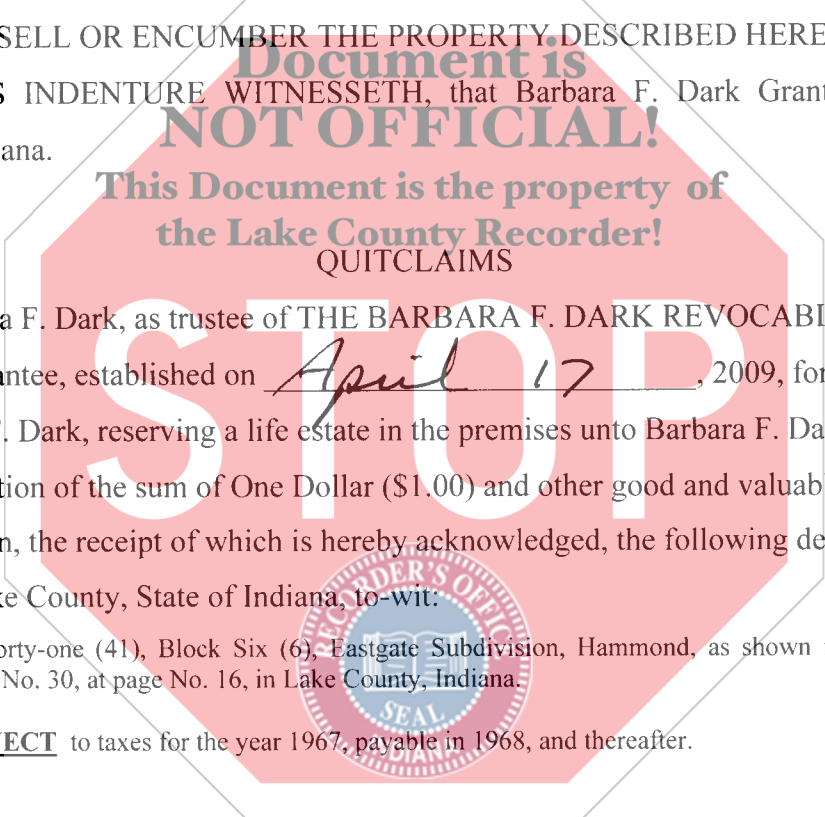 SELL OR ENCUMBER THE PROPERTY DESCRIBED HERE
Document is
S INDENTURE WITNESSETH, that Barbara F. Dark Grant
NOT OFFICIAL!
ana.
This Document is the property of
the Lake County Recorder!
QUITCLAIMS
STOP
a F. Dark, as trustee of THE BARBARA F. DARK REVOCABL
antee, established on April 17, 2009, for
F. Dark, reserving a life estate in the premises unto Barbara F. Da
tion of the sum of One Dollar ($1.00) and other good and valuab
n, the receipt of which is hereby acknowledged, the following de
ke County, State of Indiana, to-wit:
RECORDER'S OFFICE
orty-one (41), Block Six (6), Eastgate Subdivision, Hammond, as shown
No. 30, at page No. 16, in Lake County, Indiana.
SEAL
INDIANA
JECT to taxes for the year 1967, payable in 1968, and thereafter.